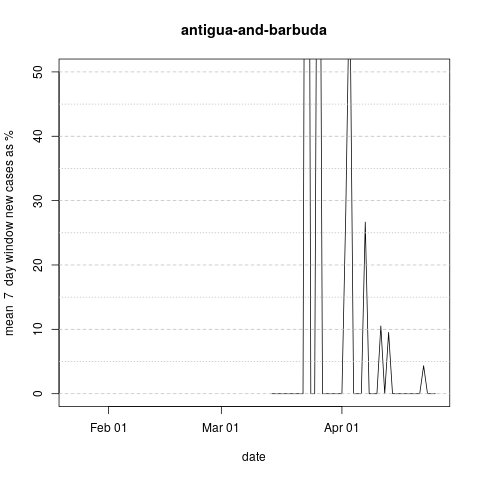 antigua-and-barbuda
mean 7 day window new cases as %
50
40
30
20
10
0
Feb 01
Mar 01
Apr 01
date